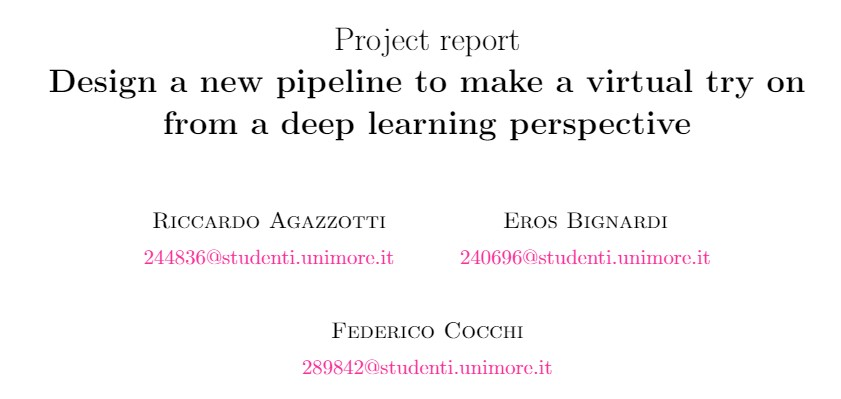 Project report
Design a new pipeline to make a virtual try on
from a deep learning perspective
Riccardo Agazzotti
Eros Bignardi
244836@studenti.unimore.it
240696@studenti.unimore.it
Federico Cocchi
289842@studenti.unimore.it